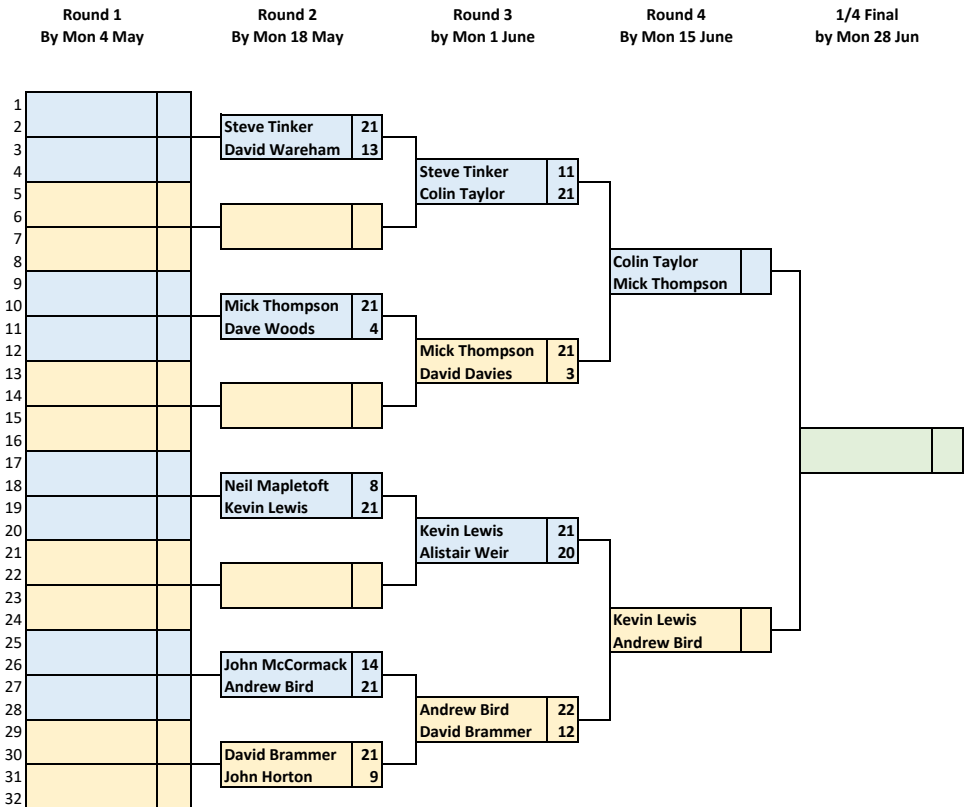 Round 1 Round 2 Round 3 Round 4 1/4 Final
By Mon 4 May By Mon 18 May by Mon 1 June By Mon 15 June by Mon 28 Jun
1
2 Steve Tinker 21
3 David Wareham 13
4 Steve Tinker 11
5 Colin Taylor 21
6
7
8 Colin Taylor
9 Mick Thompson
10 Mick Thompson 21
11 Dave Woods 4
12 Mick Thompson 21
13 David Davies 3
14
15
16
17
18 Neil Mapletoft 8
19 Kevin Lewis 21
20 Kevin Lewis 21
21 Alistair Weir 20
22
23
24 Kevin Lewis
25 Andrew Bird
26 John McCormack 14
27 Andrew Bird 21
28 Andrew Bird 22
29 David Brammer 12
30 David Brammer 21
31 John Horton 9
32